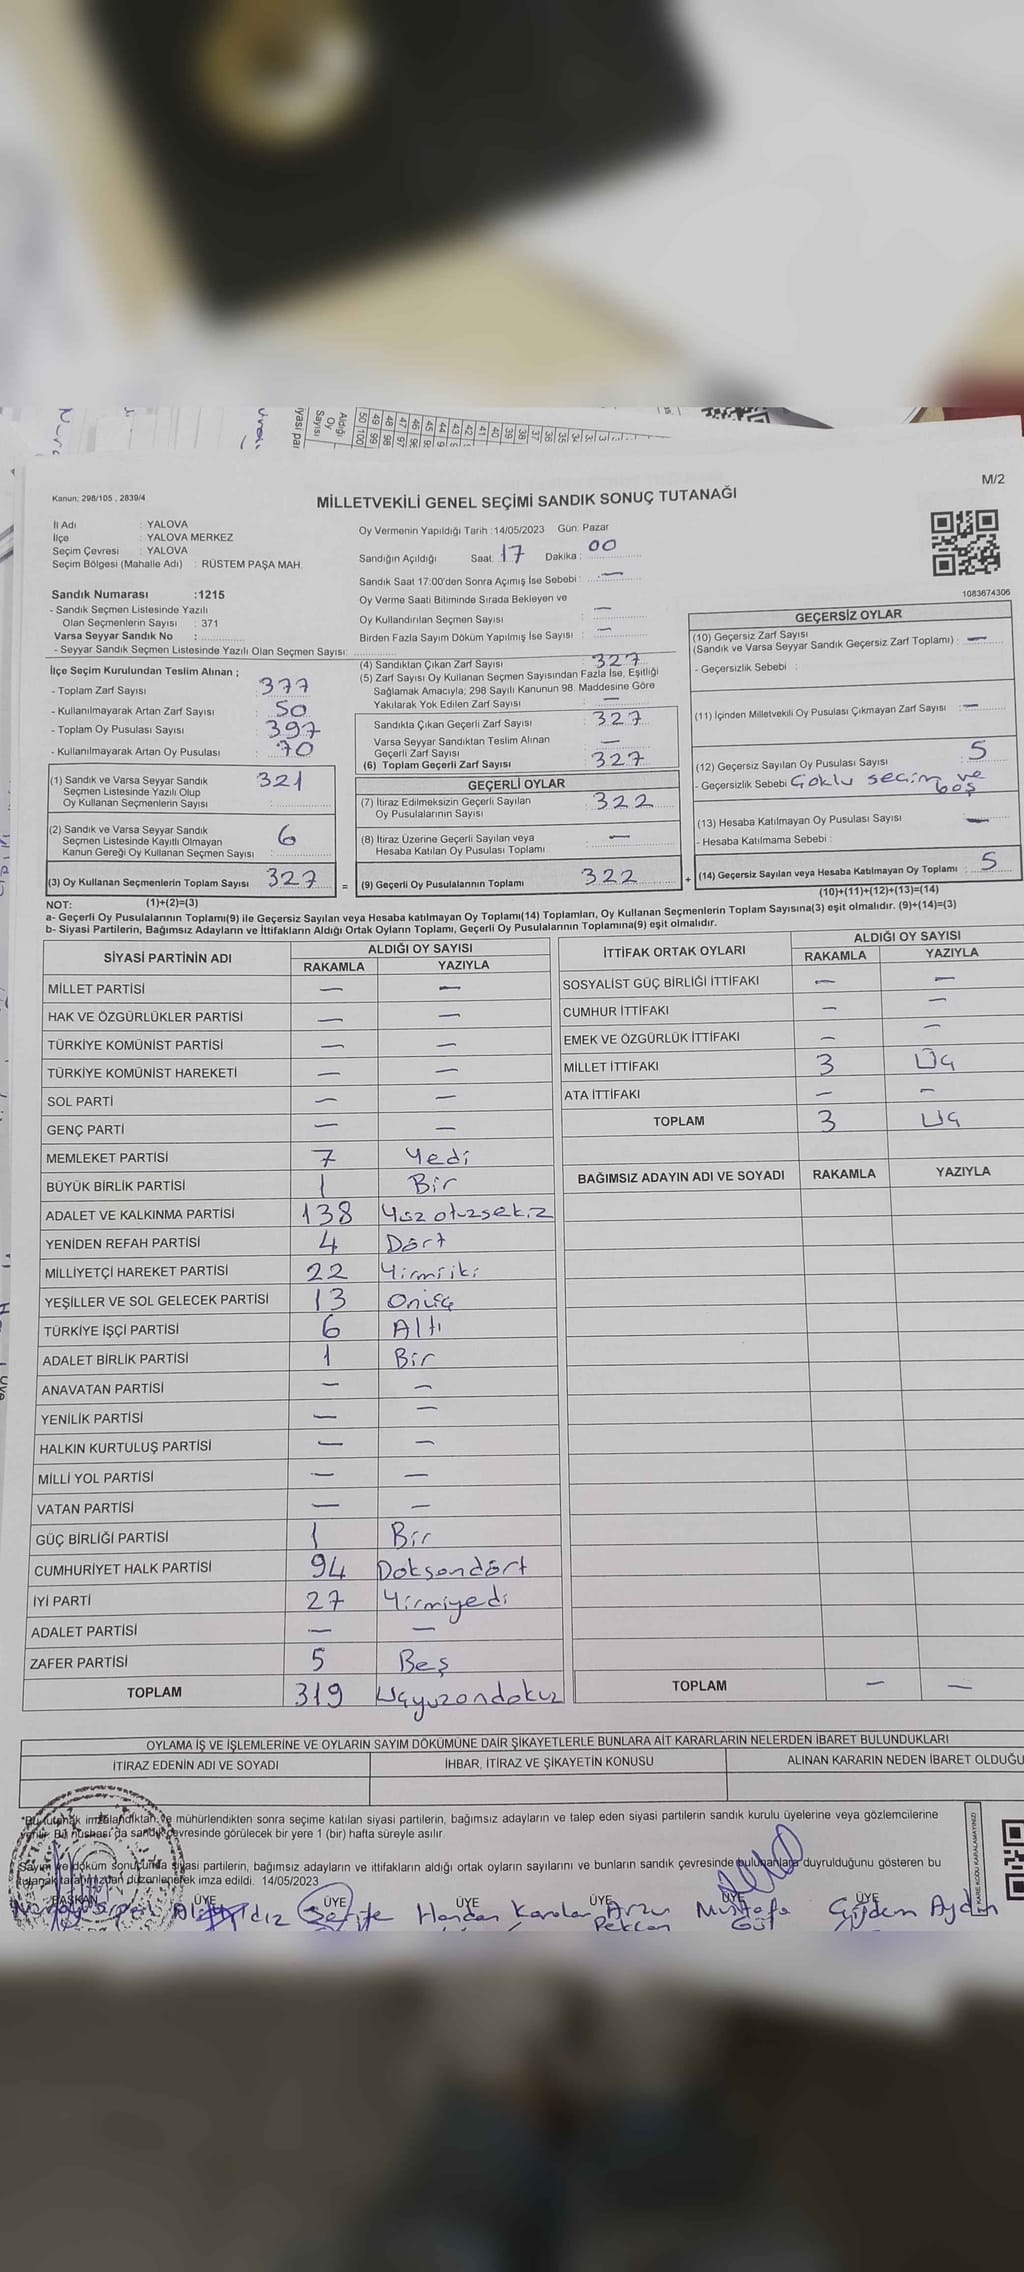 M/2
Kanun: 298/105 , 2839/4
MİLLETVEKİLİ GENEL SEÇİMİ SANDIK SONUÇ TUTANAĞI
İl Adı : YALOVA
İlçe : YALOVA MERKEZ
Seçim Çevresi : YALOVA
Seçim Bölgesi (Mahalle Adı) : RÜSTEM PAŞA MAH.
Sandık Numarası :1215
- Sandık Seçmen Listesinde Yazılı
Olan Seçmenlerin Sayısı : 371
Varsa Seyyar Sandık No :
- Seyyar Sandık Seçmen Listesinde Yazılı Olan Seçmen Sayısı:
Oy Vermenin Yapıldığı Tarih :14/05/2023 Gün: Pazar
Sandığın Açıldığı Saat: 17 Dakika : 00
Sandık Saat 17:00'den Sonra Açımış İse Sebebi : —
Oy Verme Saati Bitiminde Sırada Bekleyen ve
Oy Kullandırılan Seçmen Sayısı —
Birden Fazla Sayım Döküm Yapılmış İse Sayısı : —
1083674306
İlçe Seçim Kurulundan Teslim Alınan ;
- Toplam Zarf Sayısı 377
- Kullanılmayarak Artan Zarf Sayısı 50
- Toplam Oy Pusulası Sayısı 397
- Kullanılmayarak Artan Oy Pusulası 70
(1) Sandık ve Varsa Seyyar Sandık
Seçmen Listesinde Yazılı Olup
Oy Kullanan Seçmenlerin Sayısı : 321
(2) Sandık ve Varsa Seyyar Sandık
Seçmen Listesinde Kayıtlı Olmayan
Kanun Gereği Oy Kullanan Seçmen Sayısı 6
(3) Oy Kullanan Seçmenlerin Toplam Sayısı 327
(4) Sandıktan Çıkan Zarf Sayısı 327
(5) Zarf Sayısı Oy Kullanan Seçmen Sayısından Fazla İse, Eşitliği
Sağlamak Amacıyla; 298 Sayılı Kanunun 98. Maddesine Göre
Yakılarak Yok Edilen Zarf Sayısı —
Sandıkta Çıkan Geçerli Zarf Sayısı 327
Varsa Seyyar Sandıktan Teslim Alınan
Geçerli Zarf Sayısı —
(6) Toplam Geçerli Zarf Sayısı 327
GEÇERLİ OYLAR
(7) İtiraz Edilmeksizin Geçerli Sayılan
Oy Pusulalarının Sayısı 322
(8) İtiraz Üzerine Geçerli Sayılan veya
Hesaba Katılan Oy Pusulası Toplamı —
= (9) Geçerli Oy Pusulalarının Toplamı 322 +
GEÇERSİZ OYLAR
(10) Geçersiz Zarf Sayısı
(Sandık ve Varsa Seyyar Sandık Geçersiz Zarf Toplamı) : —
- Geçersizlik Sebebi :
(11) İçinden Milletvekili Oy Pusulası Çıkmayan Zarf Sayısı : —
(12) Geçersiz Sayılan Oy Pusulası Sayısı : 5
- Geçersizlik Sebebi Çoklu seçim ve
boş
(13) Hesaba Katılmayan Oy Pusulası Sayısı : —
- Hesaba Katılmama Sebebi :
(14) Geçersiz Sayılan veya Hesaba Katılmayan Oy Toplamı : 5
NOT: (1)+(2)=(3)
(10)+(11)+(12)+(13)=(14)
a- Geçerli Oy Pusulalarının Toplamı(9) ile Geçersiz Sayılan veya Hesaba katılmayan Oy Toplamı(14) Toplamları, Oy Kullanan Seçmenlerin Toplam Sayısına(3) eşit olmalıdır. (9)+(14)=(3)
b- Siyasi Partilerin, Bağımsız Adayların ve İttifakların Aldığı Ortak Oyların Toplamı, Geçerli Oy Pusulalarının Toplamına(9) eşit olmalıdır.
SİYASİ PARTİNİN ADI ALDIĞI OY SAYISI
RAKAMLA YAZIYLA
MİLLET PARTİSİ — —
HAK VE ÖZGÜRLÜKLER PARTİSİ — —
TÜRKİYE KOMÜNİST PARTİSİ — —
TÜRKİYE KOMÜNİST HAREKETİ — —
SOL PARTİ — —
GENÇ PARTİ — —
MEMLEKET PARTİSİ 7 Yedi
BÜYÜK BİRLİK PARTİSİ 1 Bir
ADALET VE KALKINMA PARTİSİ 138 Yüzotuzsekiz
YENİDEN REFAH PARTİSİ 4 Dört
MİLLİYETÇİ HAREKET PARTİSİ 22 Yirmiiki
YEŞİLLER VE SOL GELECEK PARTİSİ 13 Onüç
TÜRKİYE İŞÇİ PARTİSİ 6 Altı
ADALET BİRLİK PARTİSİ 1 Bir
ANAVATAN PARTİSİ — —
YENİLİK PARTİSİ — —
HALKIN KURTULUŞ PARTİSİ — —
MİLLİ YOL PARTİSİ — —
VATAN PARTİSİ — —
GÜÇ BİRLİĞİ PARTİSİ 1 Bir
CUMHURİYET HALK PARTİSİ 94 Doksandört
İYİ PARTİ 27 Yirmiyedi
ADALET PARTİSİ — —
ZAFER PARTİSİ 5 Beş
TOPLAM 319 Üçyüzondokuz
İTTİFAK ORTAK OYLARI ALDIĞI OY SAYISI
RAKAMLA YAZIYLA
SOSYALİST GÜÇ BİRLİĞİ İTTİFAKI — —
CUMHUR İTTİFAKI — —
EMEK VE ÖZGÜRLÜK İTTİFAKI — —
MİLLET İTTİFAKI 3 Üç
ATA İTTİFAKI — —
TOPLAM 3 Üç
BAĞIMSIZ ADAYIN ADI VE SOYADI RAKAMLA YAZIYLA
TOPLAM — —
OYLAMA İŞ VE İŞLEMLERİNE VE OYLARIN SAYIM DÖKÜMÜNE DAİR ŞİKAYETLERLE BUNLARA AİT KARARLARIN NELERDEN İBARET BULUNDUKLARI
İTİRAZ EDENİN ADI VE SOYADI İHBAR, İTİRAZ VE ŞİKAYETİN KONUSU ALINAN KARARIN NEDEN İBARET OLDUĞU
*Bu tutanak imzalandıktan ve mühürlendikten sonra seçime katılan siyasi partilerin, bağımsız adayların ve talep eden siyasi partilerin sandık kurulu üyelerine veya gözlemcilerine
verilir. Bir nüshası da sandık çevresinde görülecek bir yere 1 (bir) hafta süreyle asılır.
Sayım ve döküm sonucunda siyasi partilerin, bağımsız adayların ve ittifakların aldığı ortak oyların sayılarını ve bunların sandık çevresinde bulunanlara duyrulduğunu gösteren bu
tutanak tarafımızdan düzenlenerek imza edildi. 14/05/2023
KARE KODU KARALAMAYINIZ!
BAŞKAN ÜYE ÜYE ÜYE ÜYE ÜYE ÜYE
Handan Karalar Arzu Mustafa Çiğdem Aydın
Pekcan Gül